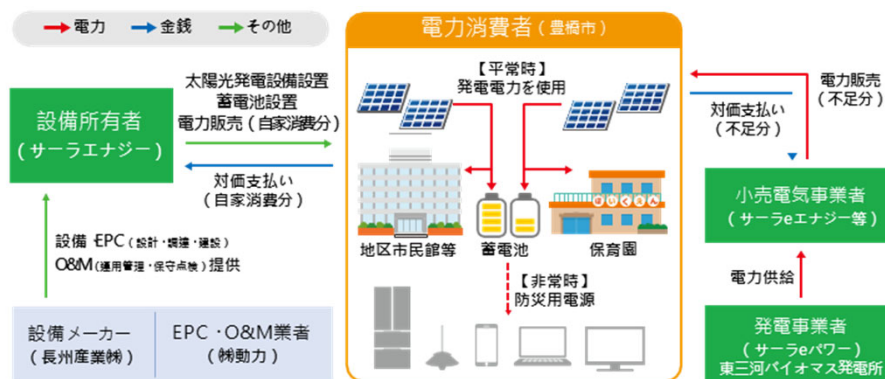 電力
金銭
その他
電力消費者（豊橋市）
太陽光発電設備設置
蓄電池設置
電力販売（自家消費分）
設備所有者
（サーラエナジー）
対価支払い
（自家消費分）
設備・EPC（設計・調達・建設）
O&M（運用管理・保守点検）提供
設備メーカー
（長州産業㈱）
EPC・O&M業者
（㈱動力）
【平常時】
発電電力を使用
ほいくえん
地区市民館等
蓄電池
保育園
【非常時】
防災用電源
電力販売
（不足分）
対価支払い
（不足分）
小売電気事業者
（サーラeエナジー等）
電力供給
発電事業者
（サーラeパワー）
東三河バイオマス発電所